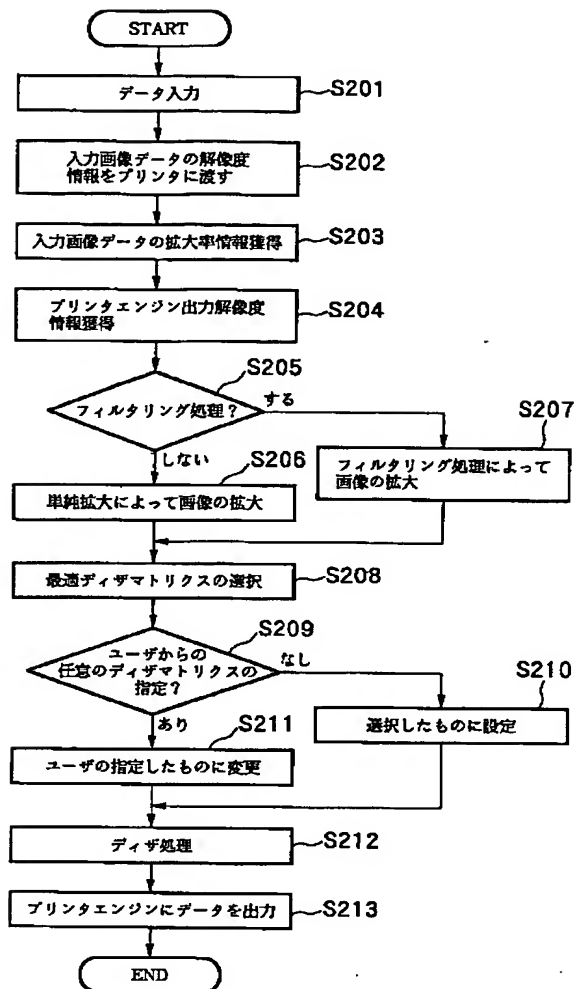 START
データ入力
S201
入力画像データの解像度
情報をプリンタに渡す
S202
入力画像データの拡大率情報獲得
S203
プリンタエンジン出力解像度
情報獲得
S204
S205
フィルタリング処理?
する
しない
S207
フィルタリング処理によって
画像の拡大
S206
単純拡大によって画像の拡大
最適ディザマトリクスの選択
S208
S209
ユーザからの
任意のディザマトリクスの
指定?
なし
あり
S210
選択したものに設定
S211
ユーザの指定したものに変更
ディザ処理
S212
プリンタエンジンにデータを出力
S213
END